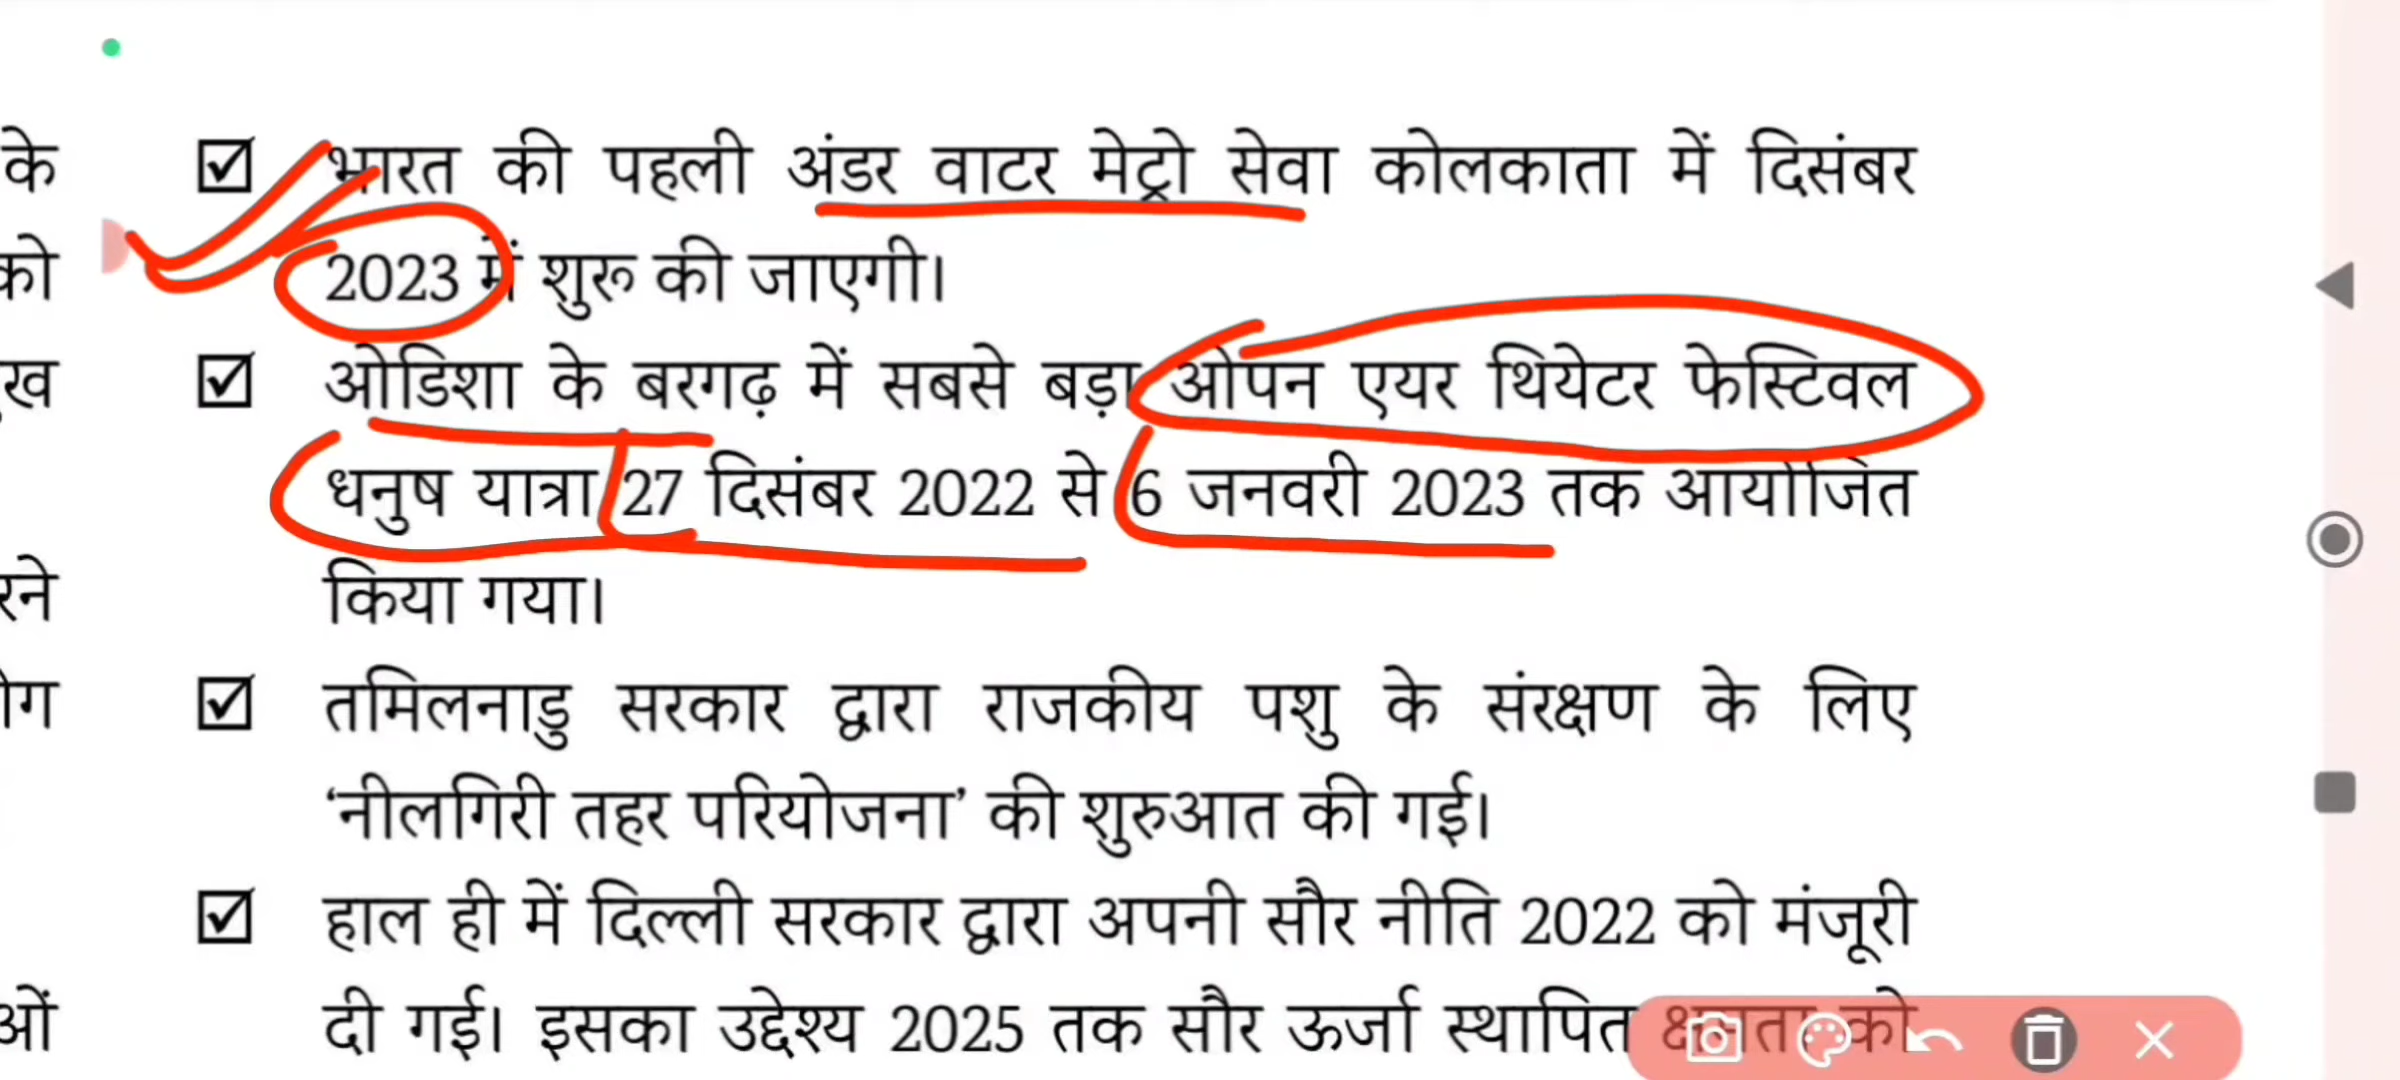 के
को
रने
ओं
☑ भारत की पहली अंडर वाटर मेट्रो सेवा कोलकाता में दिसंबर
2023 में शुरू की जाएगी।
☑ ओडिशा के बरगढ़ में सबसे बड़ा ओपन एयर थियेटर फेस्टिवल
धनुष यात्रा 27 दिसंबर 2022 से 6 जनवरी 2023 तक आयोजित
किया गया।
☑ तमिलनाडु सरकार द्वारा राजकीय पशु के संरक्षण के लिए
‘नीलगिरी तहर परियोजना’ की शुरुआत की गई।
☑ हाल ही में दिल्ली सरकार द्वारा अपनी सौर नीति 2022 को मंजूरी
दी गई। इसका उद्देश्य 2025 तक सौर ऊर्जा स्थापित क्षमता को